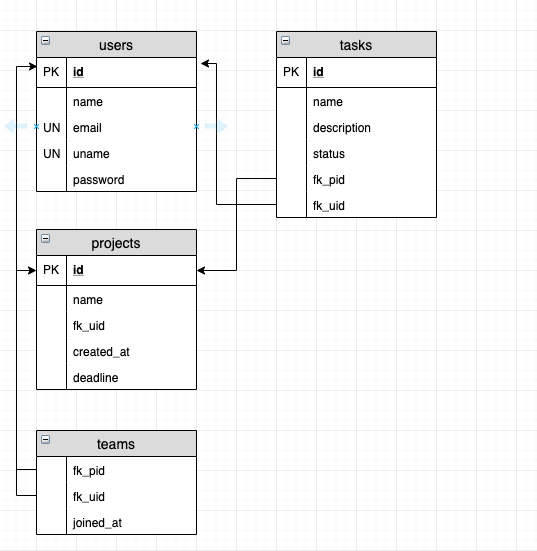 users
PK id
name
UN email
UN uname
password
tasks
PK id
name
description
status
fk_pid
fk_uid
projects
PK id
name
fk_uid
created_at
deadline
teams
fk_pid
fk_uid
joined_at